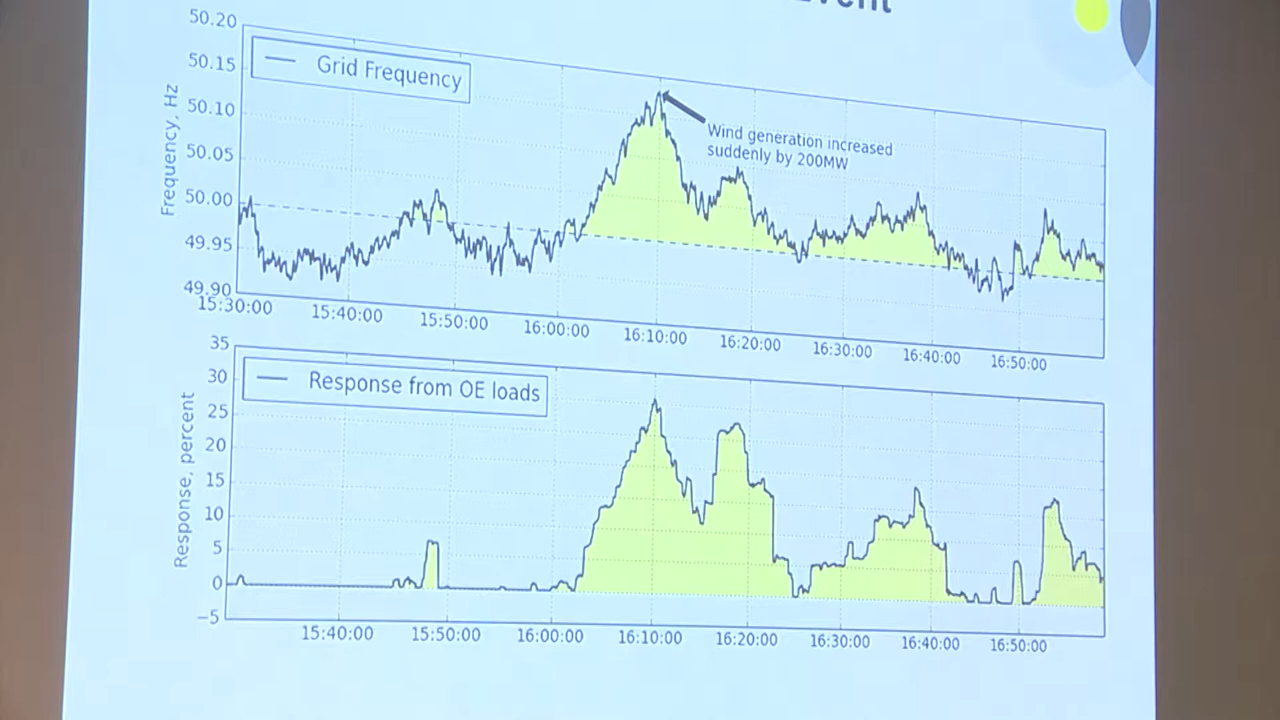 50.20
50.15
50.10
50.05
50.00
49.95
49.90
Frequency, Hz
Grid Frequency
Wind generation increased
suddenly by 200MW
15:30:00 15:40:00 15:50:00 16:00:00 16:10:00 16:20:00 16:30:00 16:40:00 16:50:00
35
30
25
20
15
10
5
0
−5
Response, percent
Response from OE loads
15:40:00 15:50:00 16:00:00 16:10:00 16:20:00 16:30:00 16:40:00 16:50:00